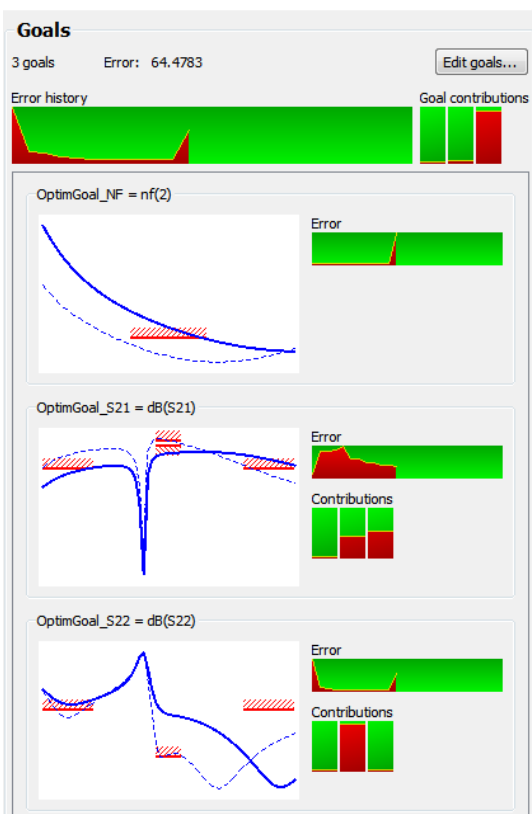 Goals
3 goals Error: 64.4783 Edit goals...
Error history Goal contributions
OptimGoal_NF = nf(2)
Error
OptimGoal_S21 = dB(S21)
Error
Contributions
OptimGoal_S22 = dB(S22)
Error
Contributions